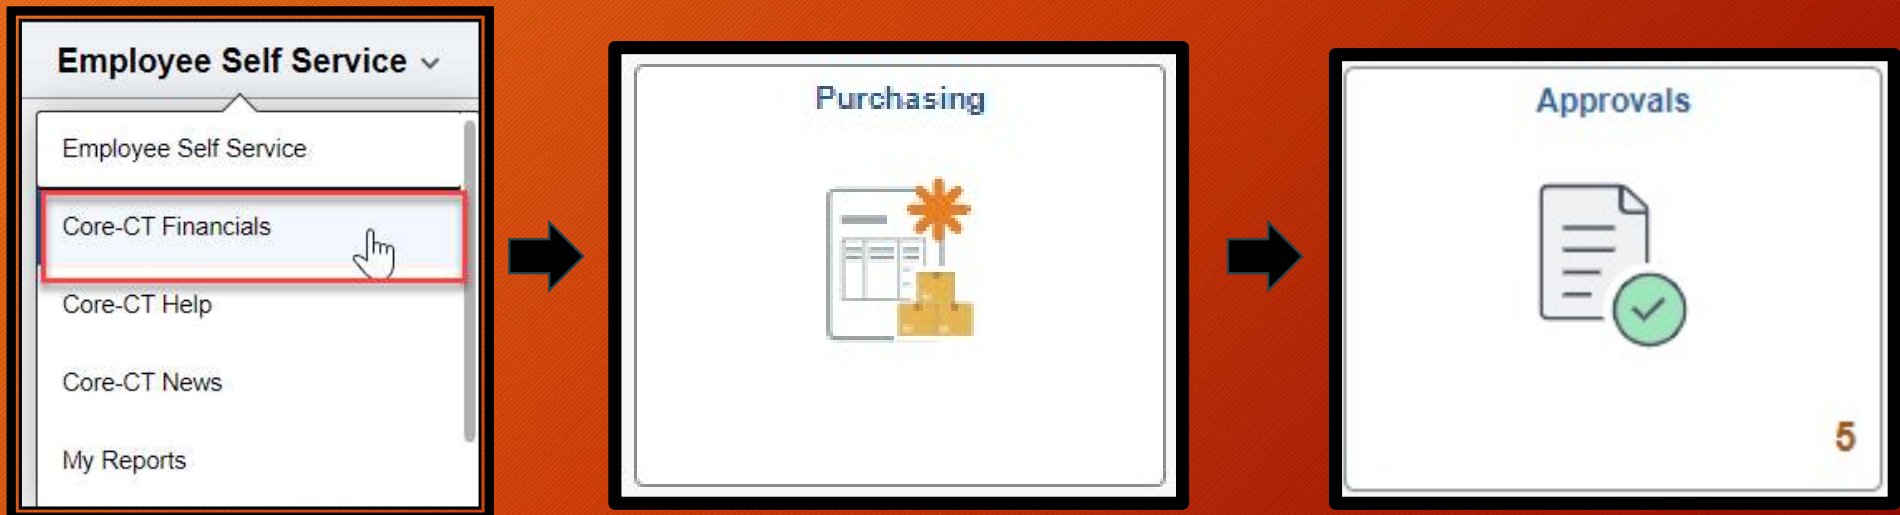 Employee Self Service
Employee Self Service
Core-CT Financials
Core-CT Help
Core-CT News
My Reports
Purchasing
Approvals
5